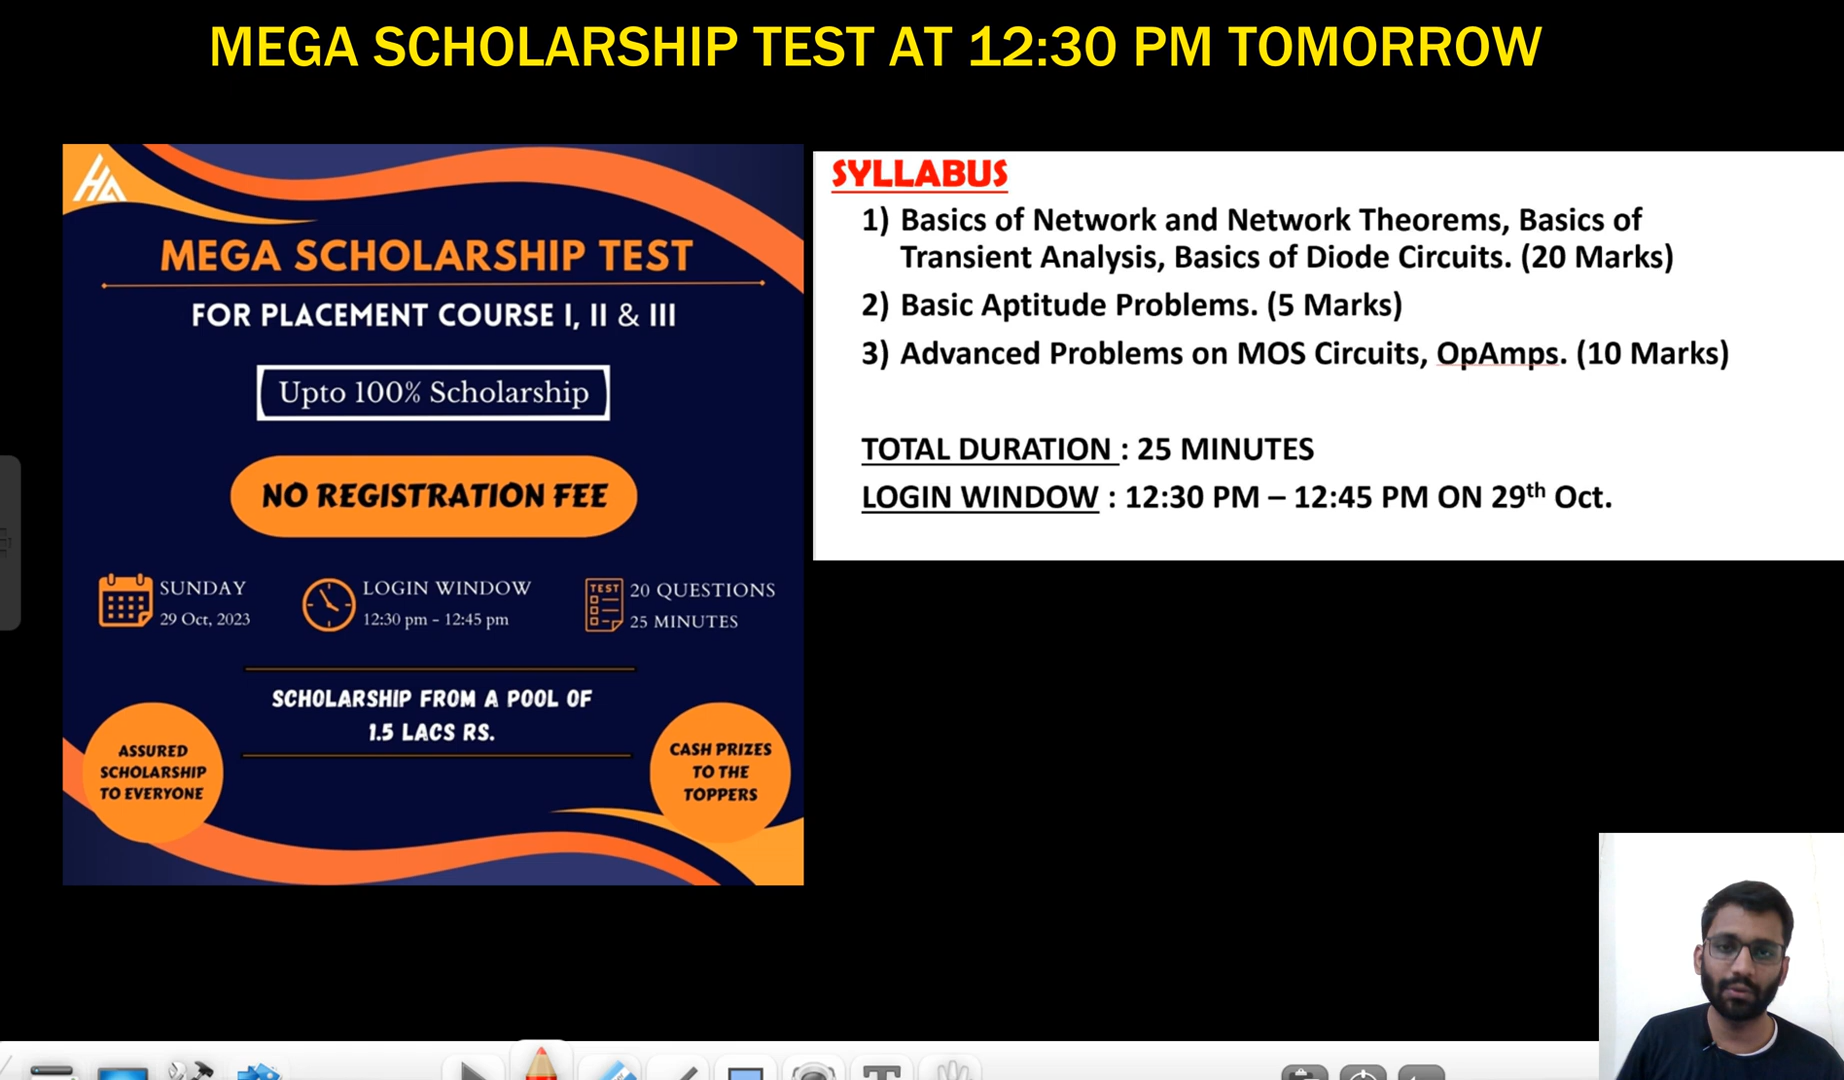 MEGA SCHOLARSHIP TEST AT 12:30 PM TOMORROW
HA
MEGA SCHOLARSHIP TEST
FOR PLACEMENT COURSE I, II & III
Upto 100% Scholarship
NO REGISTRATION FEE
SUNDAY
29 Oct, 2023
LOGIN WINDOW
12:30 pm - 12:45 pm
TEST
20 QUESTIONS
25 MINUTES
SCHOLARSHIP FROM A POOL OF
1.5 LACS RS.
ASSURED
SCHOLARSHIP
TO EVERYONE
CASH PRIZES
TO THE
TOPPERS
SYLLABUS
1) Basics of Network and Network Theorems, Basics of
Transient Analysis, Basics of Diode Circuits. (20 Marks)
2) Basic Aptitude Problems. (5 Marks)
3) Advanced Problems on MOS Circuits, OpAmps. (10 Marks)
TOTAL DURATION : 25 MINUTES
LOGIN WINDOW : 12:30 PM – 12:45 PM ON 29th Oct.
T